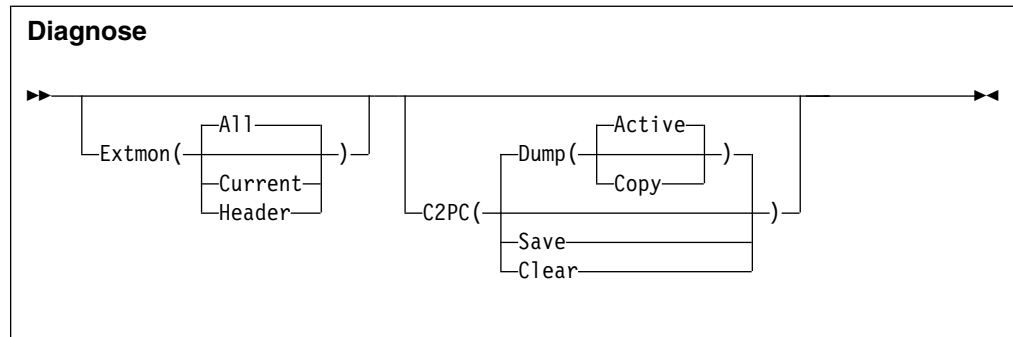 Diagnose
All Active
Extmon( ) Dump( )
Current Copy
Header C2PC( )
Save
Clear